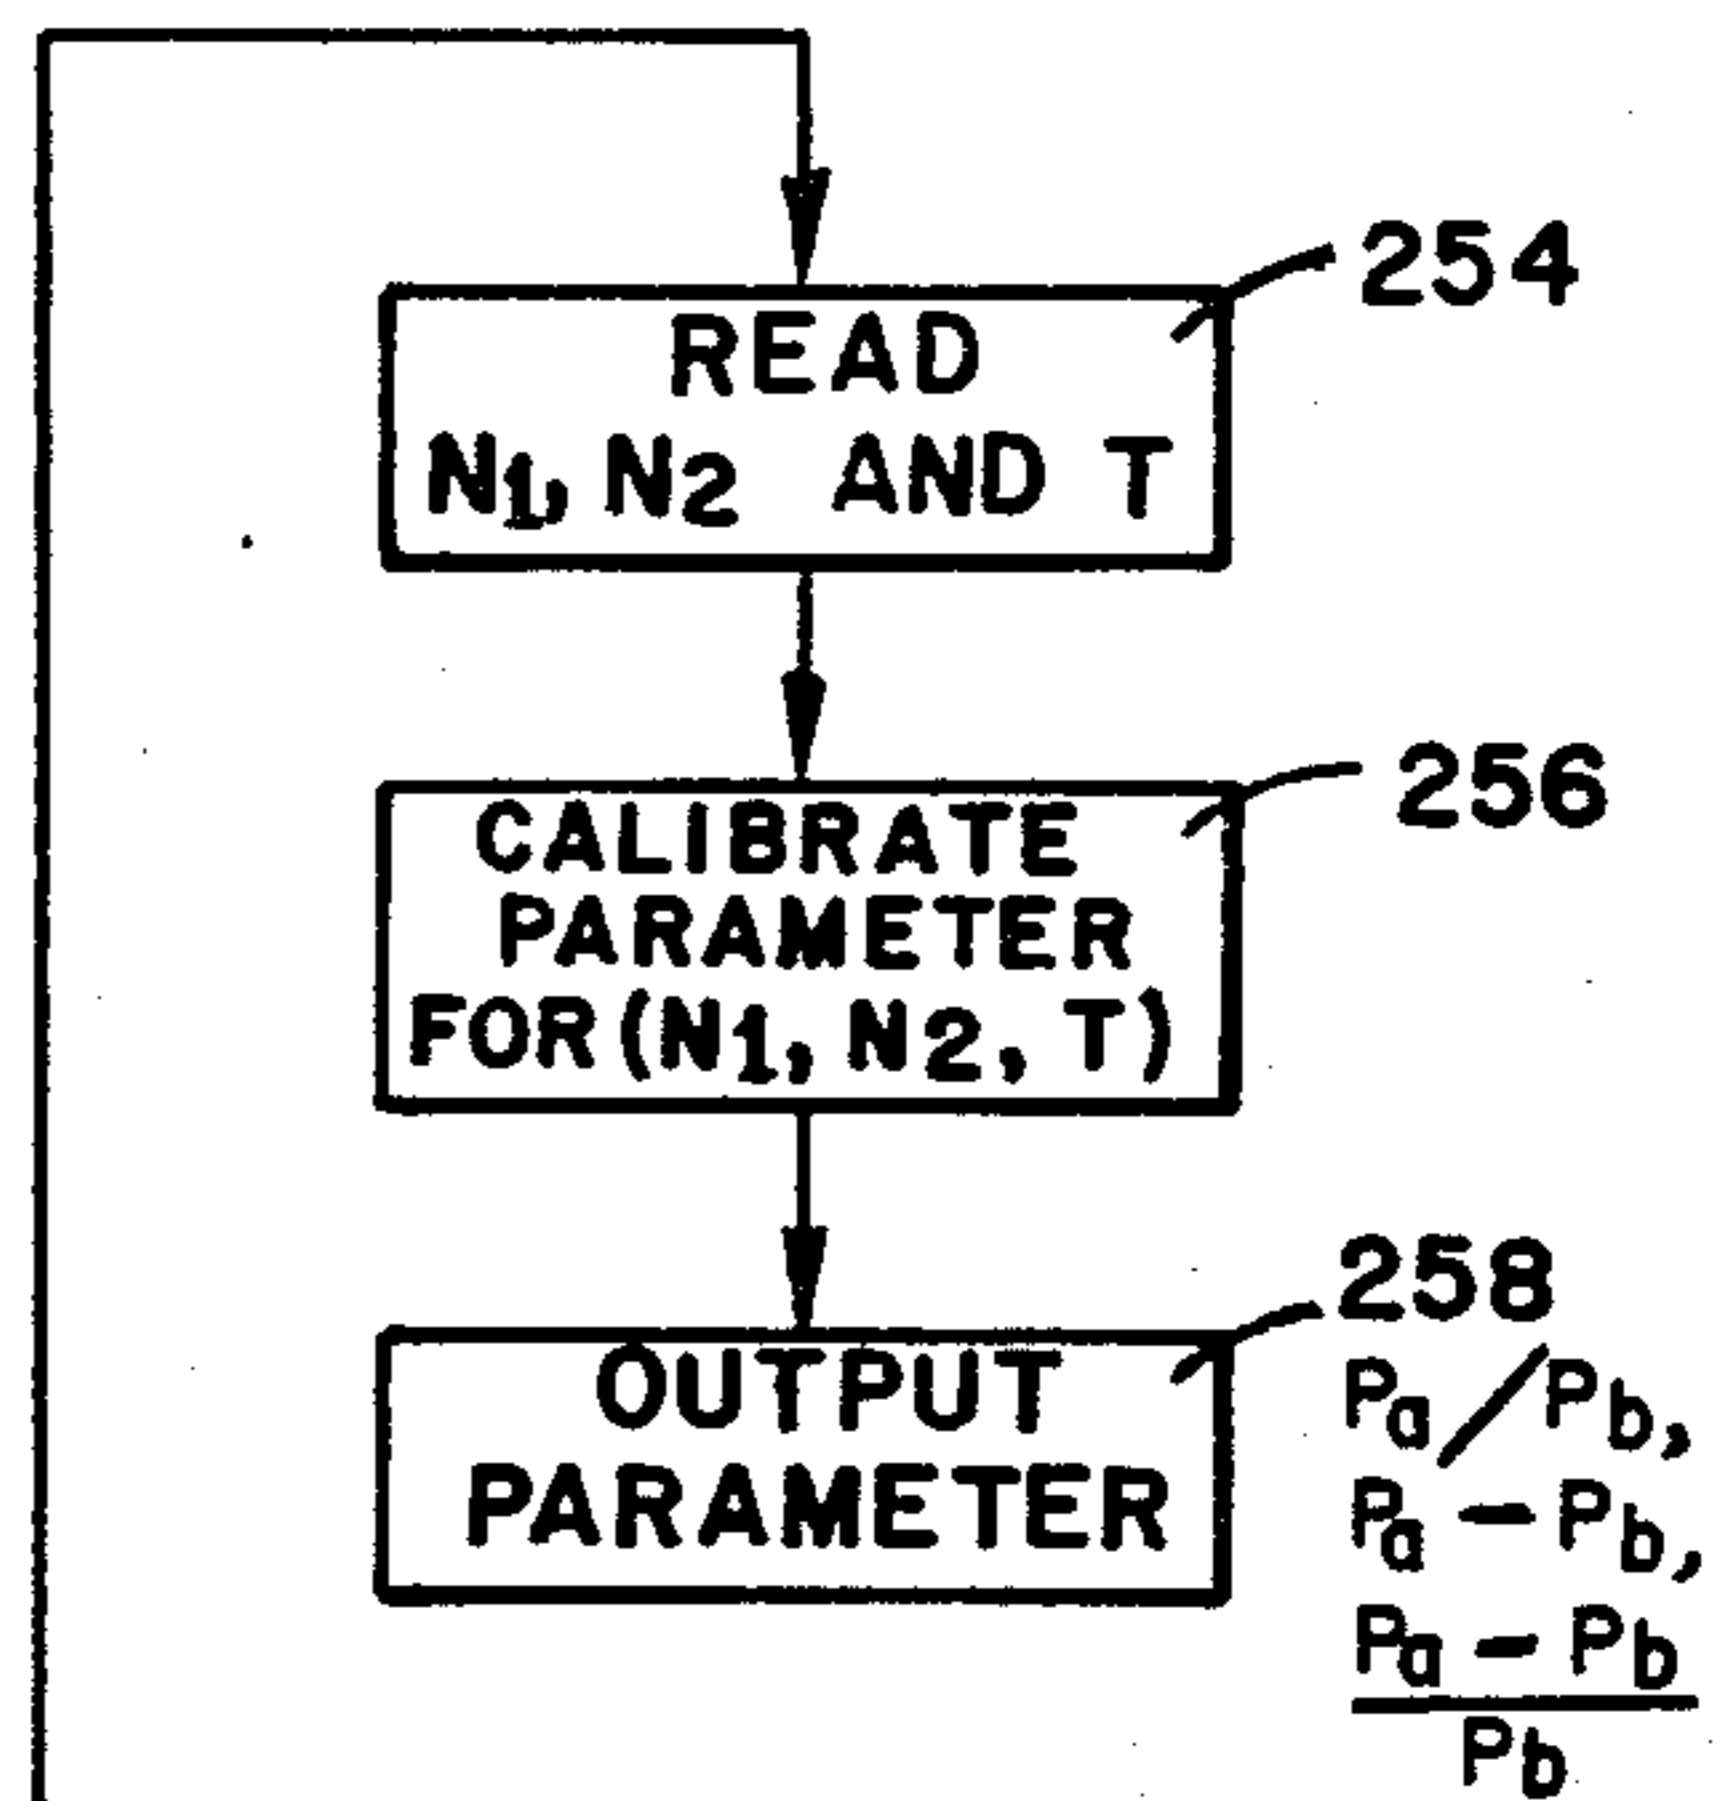 254
READ
N1, N2 AND T
256
CALIBRATE
PARAMETER
FOR (N1, N2, T)
258
OUTPUT
PARAMETER
Pa/Pb,
Pa - Pb,
Pa - Pb
Pb